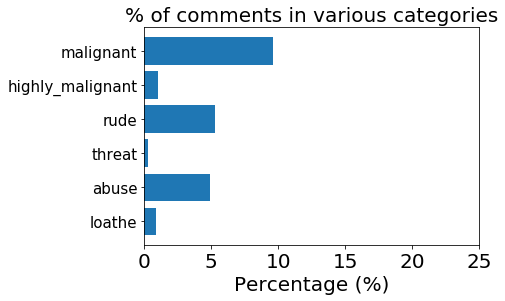 % of comments in various categories
malignant
highly_malignant
rude
threat
abuse
loathe
0 5 10 15 20 25
Percentage (%)